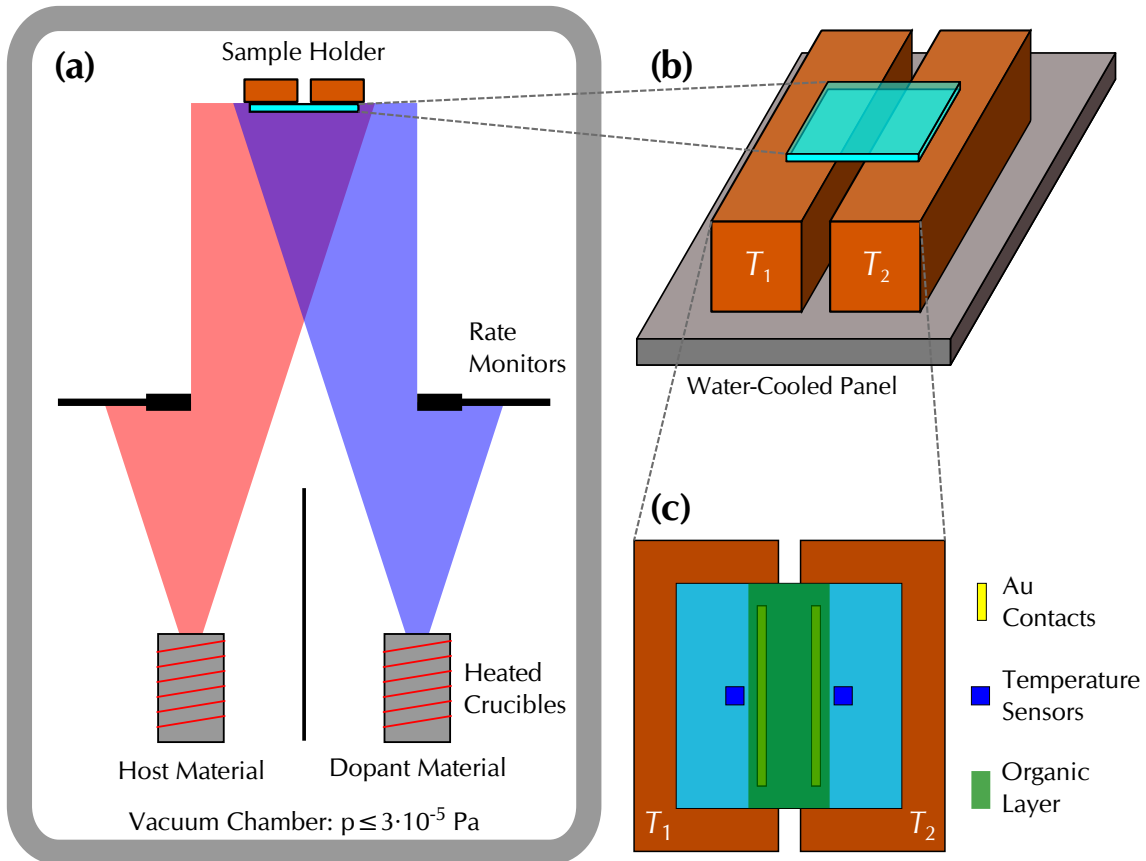 (a)
Sample Holder
Rate
Monitors
Heated
Crucibles
Host Material
Dopant Material
Vacuum Chamber: p ≤ 3·10⁻⁵ Pa
(b)
T₁
T₂
Water-Cooled Panel
(c)
T₁
T₂
Au
Contacts
Temperature
Sensors
Organic
Layer